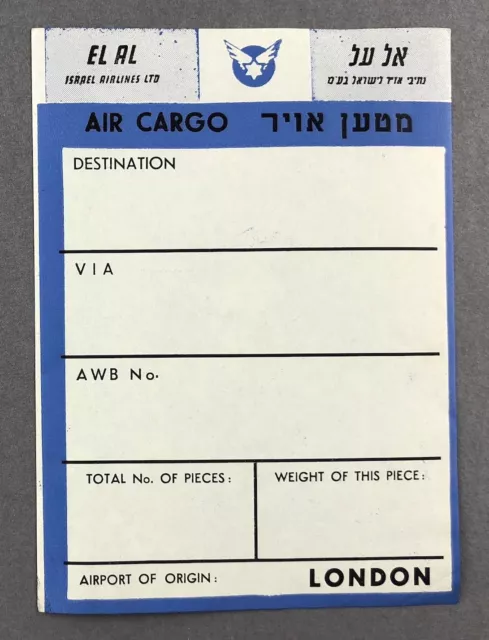 EL AL
ISRAEL AIRLINES LTD
אל על
נתיבי אויר לישראל בע"מ
AIR CARGO מטען אויר
DESTINATION
VIA
AWB No.
TOTAL No. OF PIECES:
WEIGHT OF THIS PIECE:
AIRPORT OF ORIGIN: LONDON